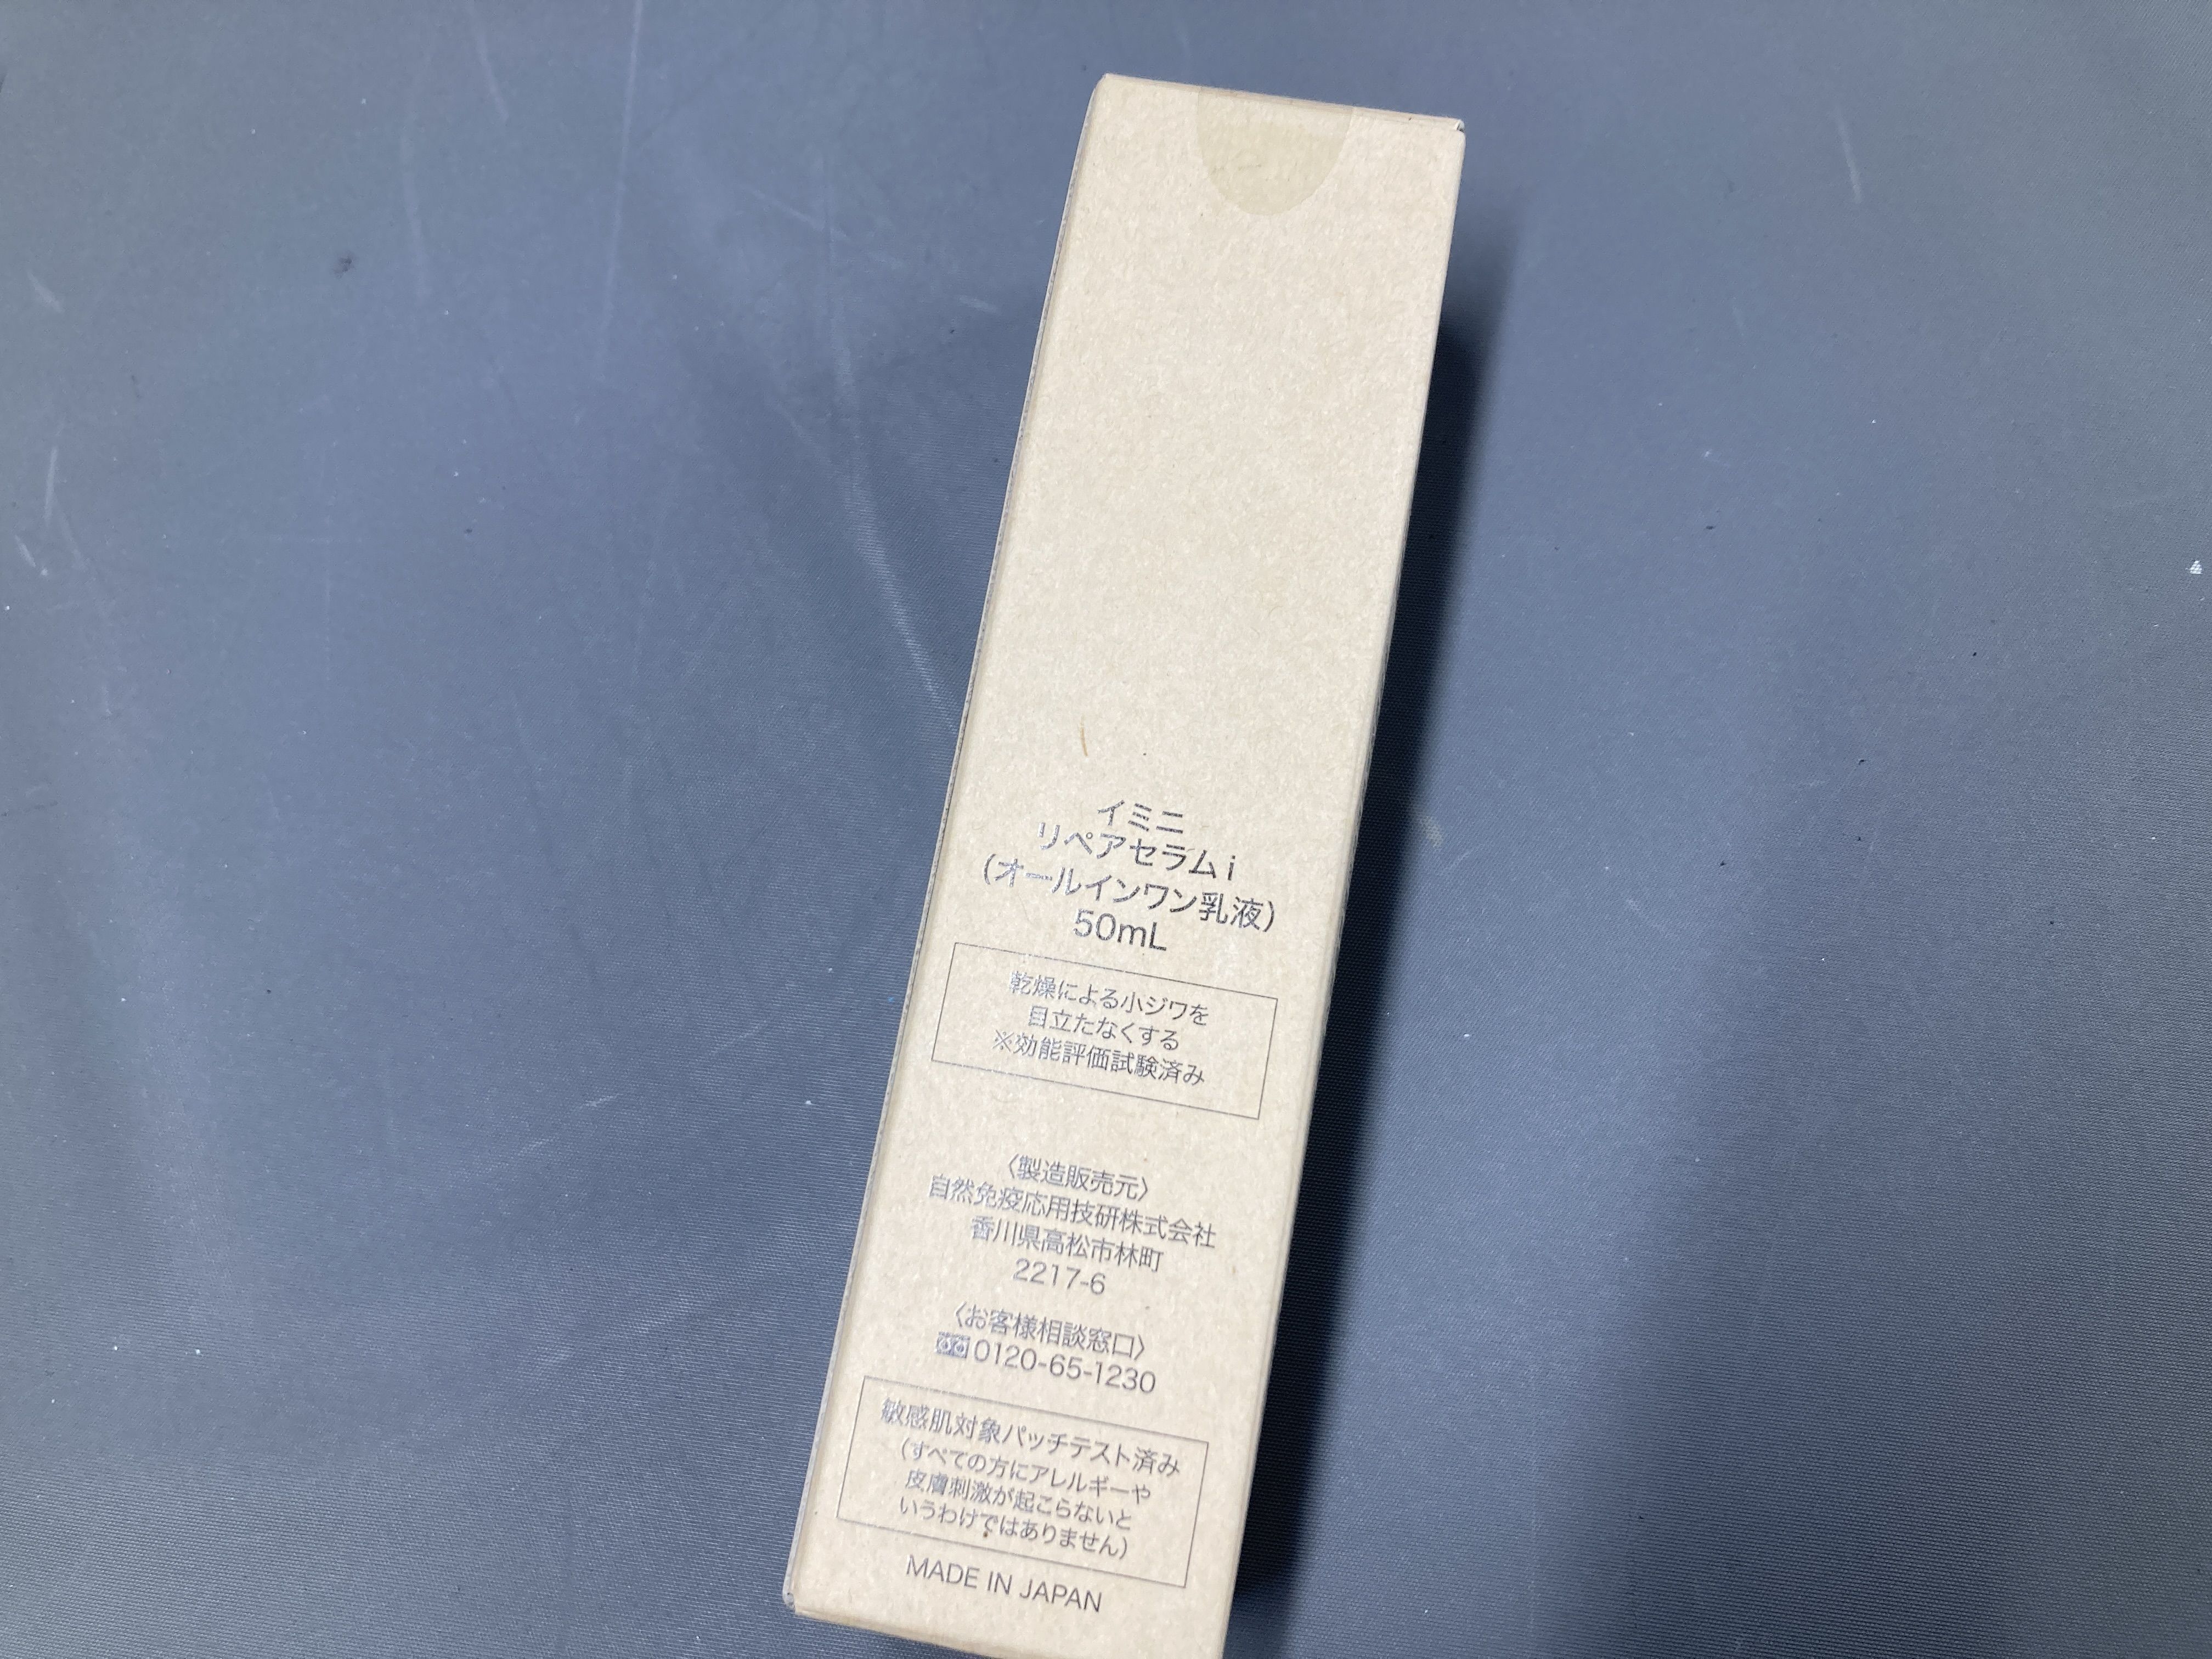 イミニ
リペアセラムi
(オールインワン乳液)
50mL
乾燥による小ジワを
目立たなくする
※効能評価試験済み
〈製造販売元〉
自然免疫応用技研株式会社
香川県高松市林町
2217-6
〈お客様相談窓口〉
0120-65-1230
敏感肌対象パッチテスト済み
(すべての方にアレルギーや
皮膚刺激が起こらないと
いうわけではありません)
MADE IN JAPAN